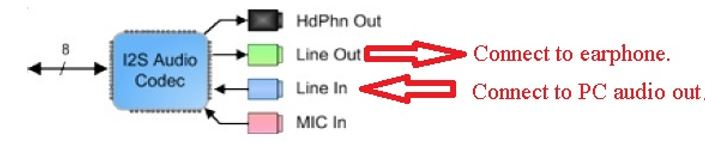 HdPhn Out
8
I2S Audio
Codec
Line Out
Connect to earphone.
Line In
Connect to PC audio out.
MIC In